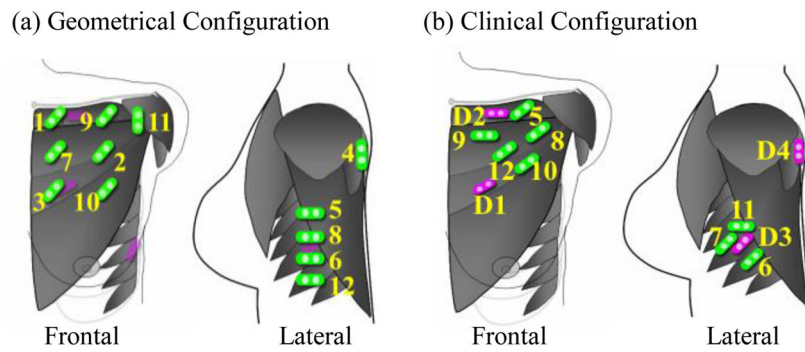 (a) Geometrical Configuration
(b) Clinical Configuration
1 9 11
7 2
3 10
4
5
8
6
12
D2 5
9 8
12 10
D1
D4
11
7 D3
6
Frontal Lateral Frontal Lateral